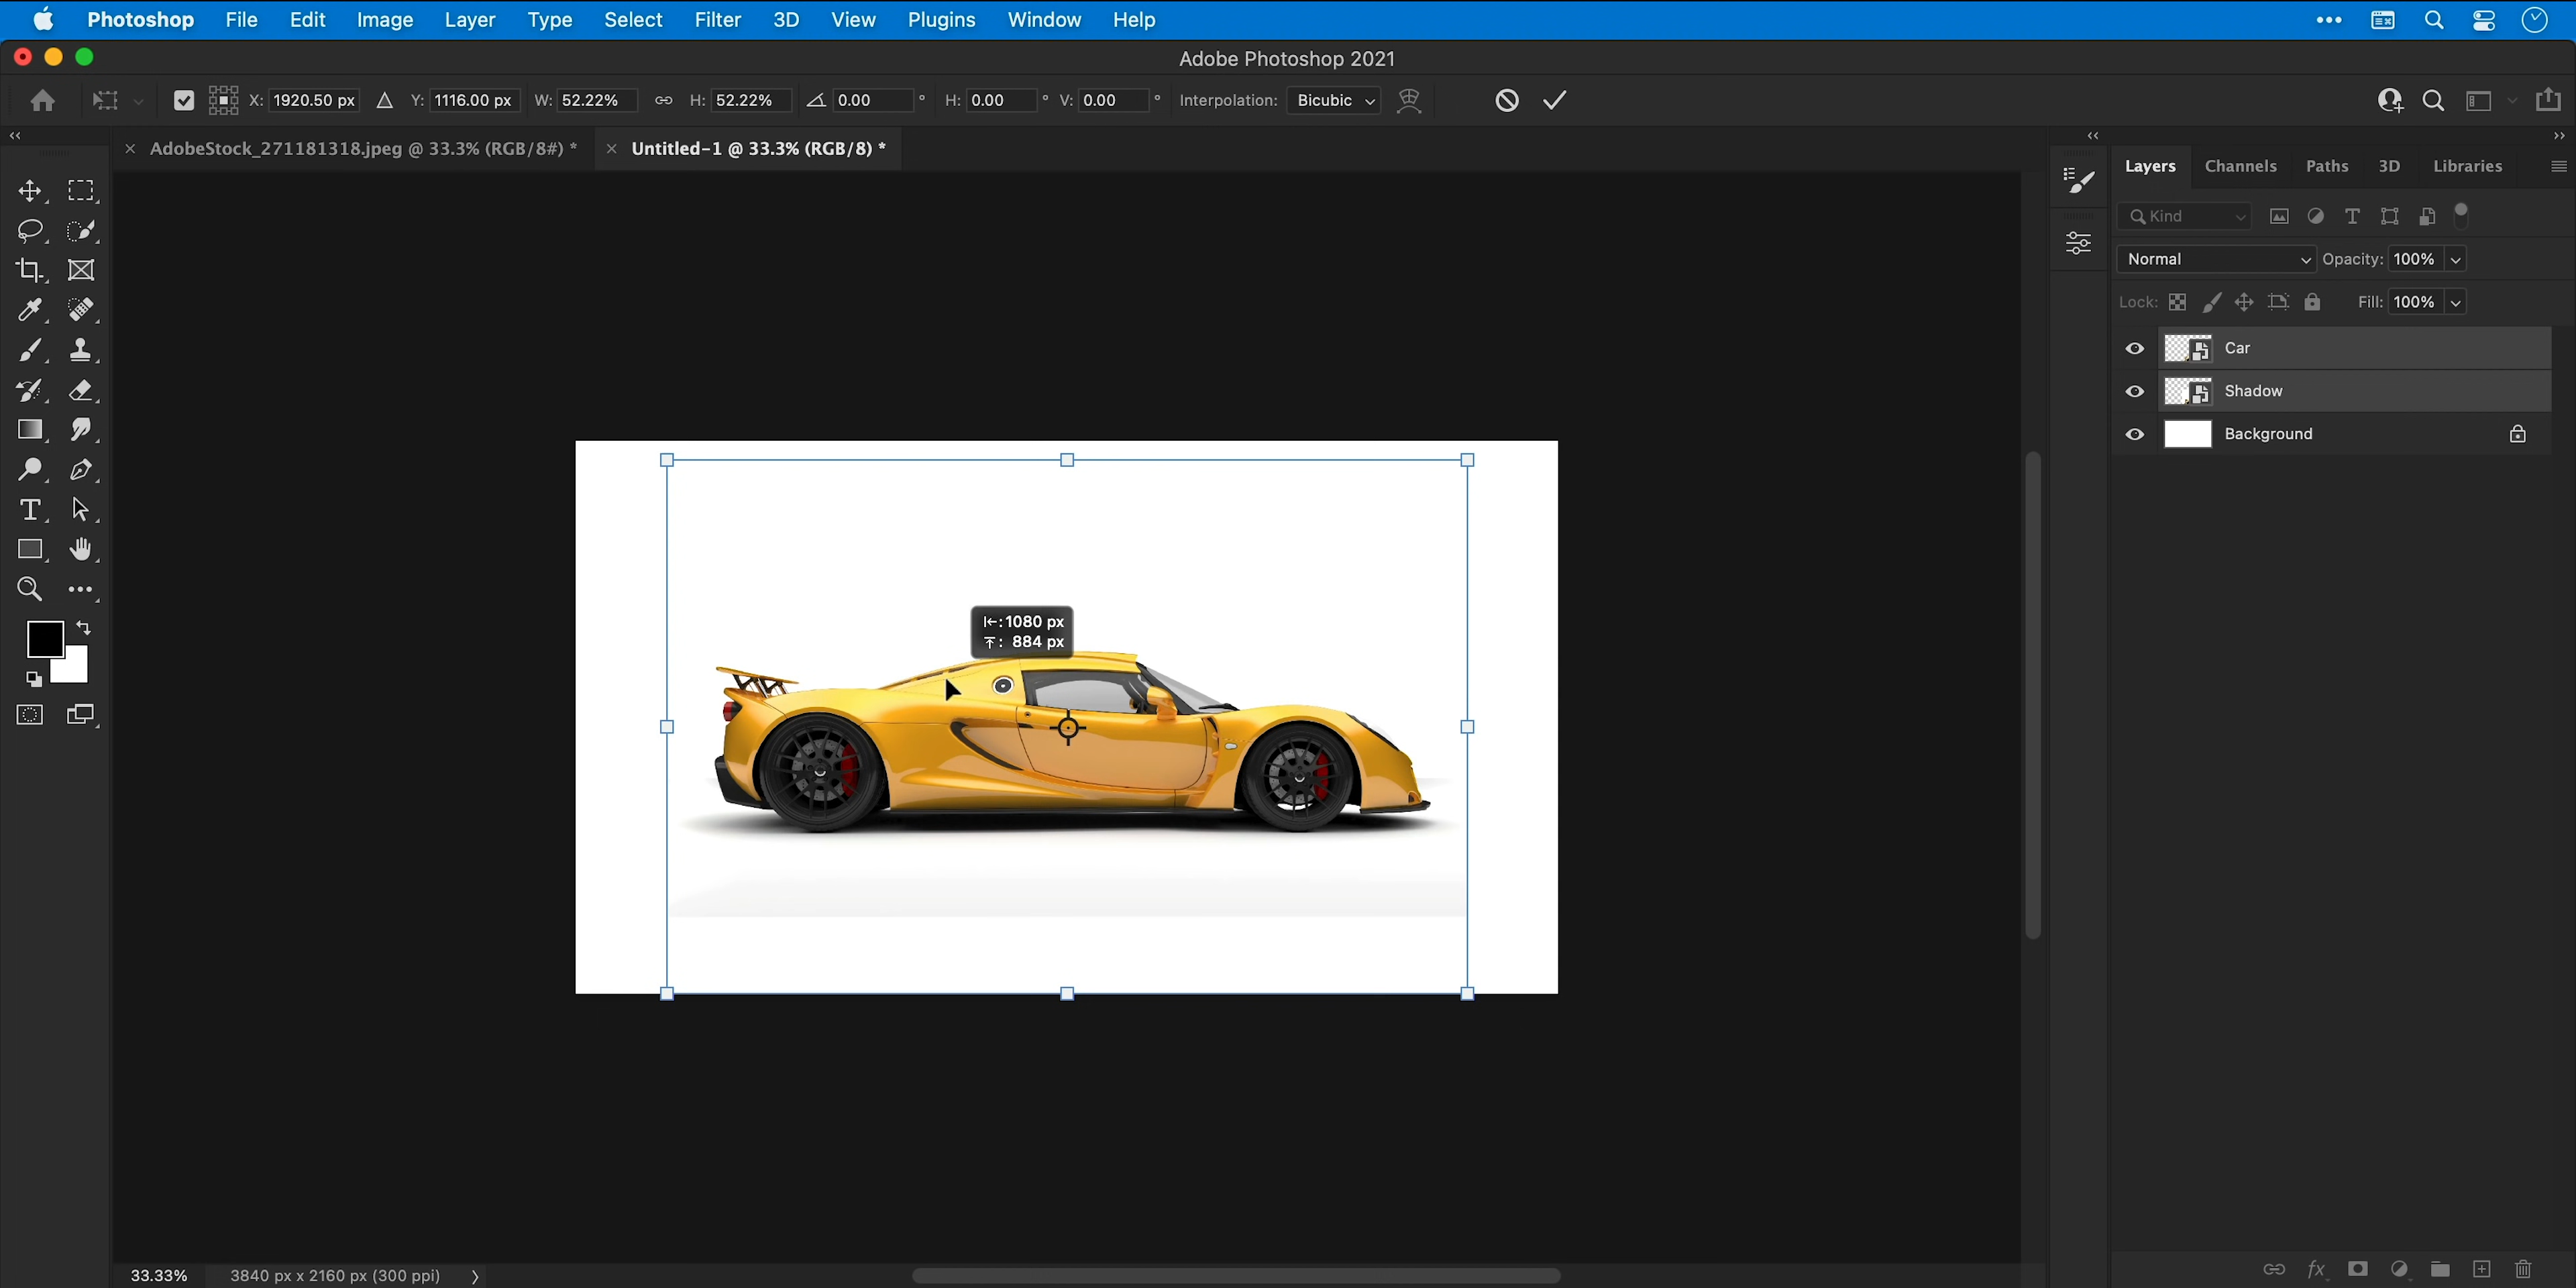 Photoshop File Edit Image Layer Type Select Filter 3D View Plugins Window Help
Adobe Photoshop 2021
X: 1920.50 px Y: 1116.00 px W: 52.22% H: 52.22% 0.00 ° H: 0.00 ° V: 0.00 ° Interpolation: Bicubic
AdobeStock_271181318.jpeg @ 33.3% (RGB/8#) * Untitled-1 @ 33.3% (RGB/8) *
Layers Channels Paths 3D Libraries
Kind
Normal Opacity: 100%
Lock: Fill: 100%
Car
Shadow
Background
1080 px
884 px
33.33% 3840 px x 2160 px (300 ppi)
fx